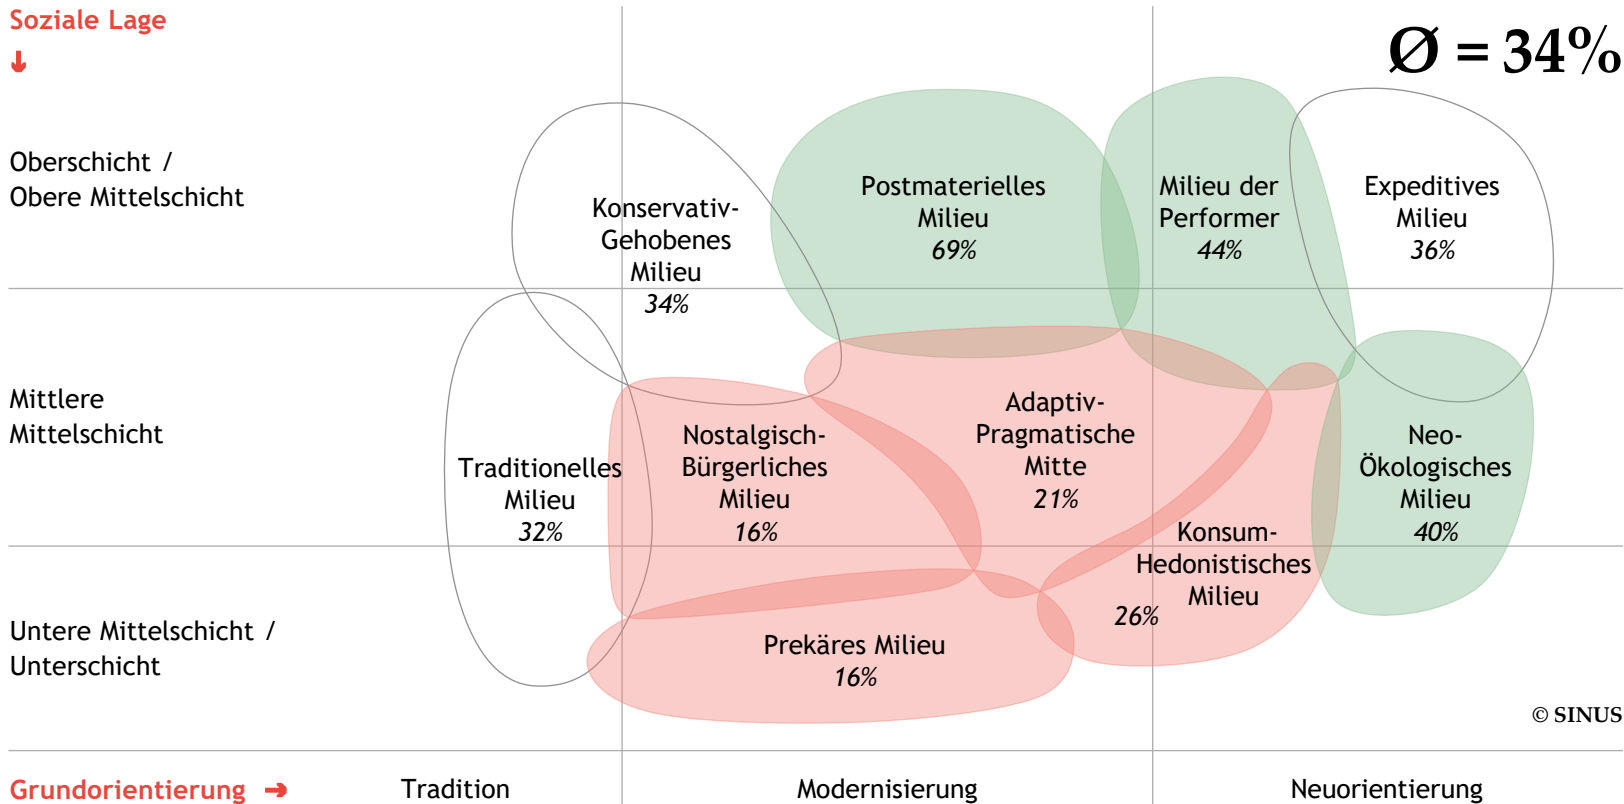 Soziale Lage
↓
Ø = 34%
Oberschicht /
Obere Mittelschicht
Konservativ-
Gehobenes
Milieu
34%
Postmaterielles
Milieu
69%
Milieu der
Performer
44%
Expeditives
Milieu
36%
Mittlere
Mittelschicht
Traditionelles
Milieu
32%
Nostalgisch-
Bürgerliches
Milieu
16%
Adaptiv-
Pragmatische
Mitte
21%
Konsum-
Hedonistisches
Milieu
26%
Neo-
Ökologisches
Milieu
40%
Untere Mittelschicht /
Unterschicht
Prekäres Milieu
16%
© SINUS
Grundorientierung ➔
Tradition
Modernisierung
Neuorientierung